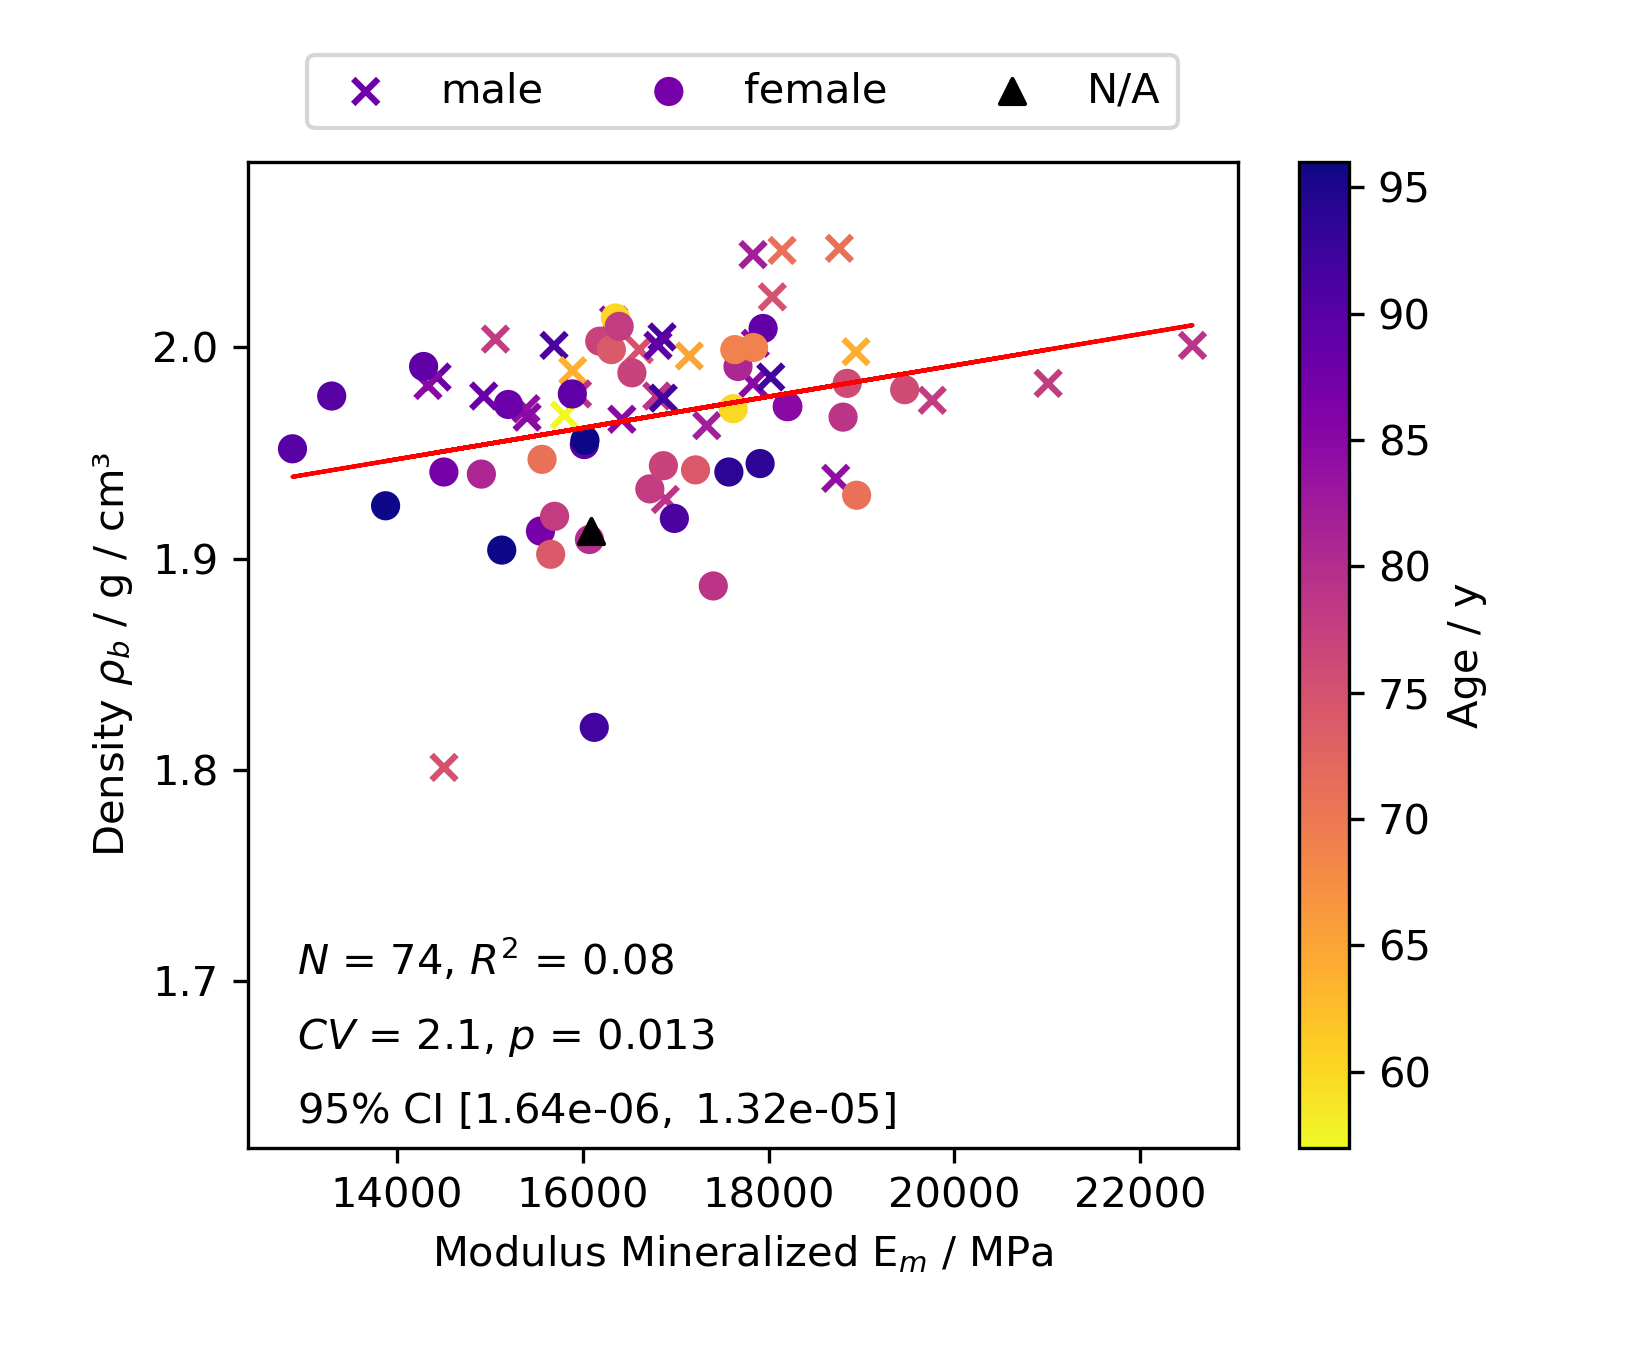 male female N/A
2.0
1.9
1.8
1.7
Density ρb / g / cm³
N = 74, R² = 0.08
CV = 2.1, p = 0.013
95% CI [1.64e-06, 1.32e-05]
14000 16000 18000 20000 22000
Modulus Mineralized Em / MPa
95
90
85
80
75
70
65
60
Age / y